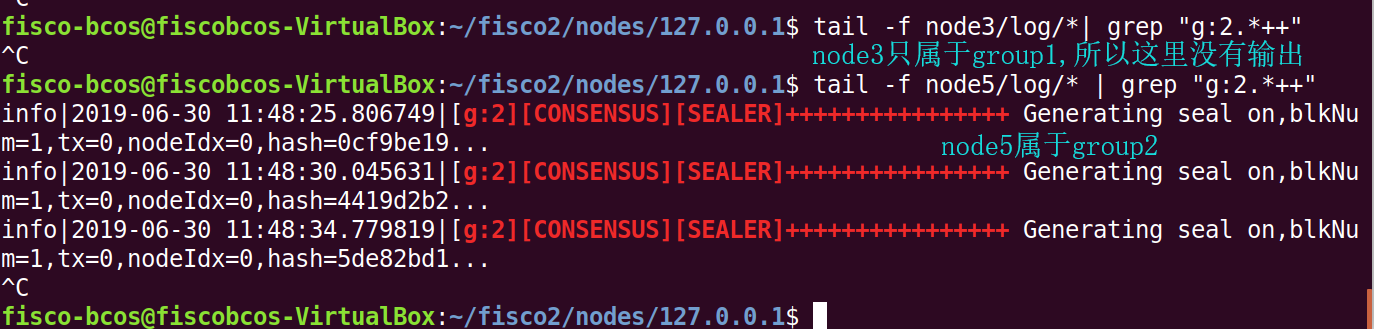 ^C
fisco-bcos@fiscobcos-VirtualBox:~/fisco2/nodes/127.0.0.1$ tail -f node3/log/*| grep "g:2.*++"
^C node3只属于group1,所以这里没有输出
fisco-bcos@fiscobcos-VirtualBox:~/fisco2/nodes/127.0.0.1$ tail -f node5/log/* | grep "g:2.*++"
info|2019-06-30 11:48:25.806749|[g:2][CONSENSUS][SEALER]++++++++++++++++ Generating seal on,blkNu
m=1,tx=0,nodeIdx=0,hash=0cf9be19... node5属于group2
info|2019-06-30 11:48:30.045631|[g:2][CONSENSUS][SEALER]++++++++++++++++ Generating seal on,blkNu
m=1,tx=0,nodeIdx=0,hash=4419d2b2...
info|2019-06-30 11:48:34.779819|[g:2][CONSENSUS][SEALER]++++++++++++++++ Generating seal on,blkNu
m=1,tx=0,nodeIdx=0,hash=5de82bd1...
^C
fisco-bcos@fiscobcos-VirtualBox:~/fisco2/nodes/127.0.0.1$